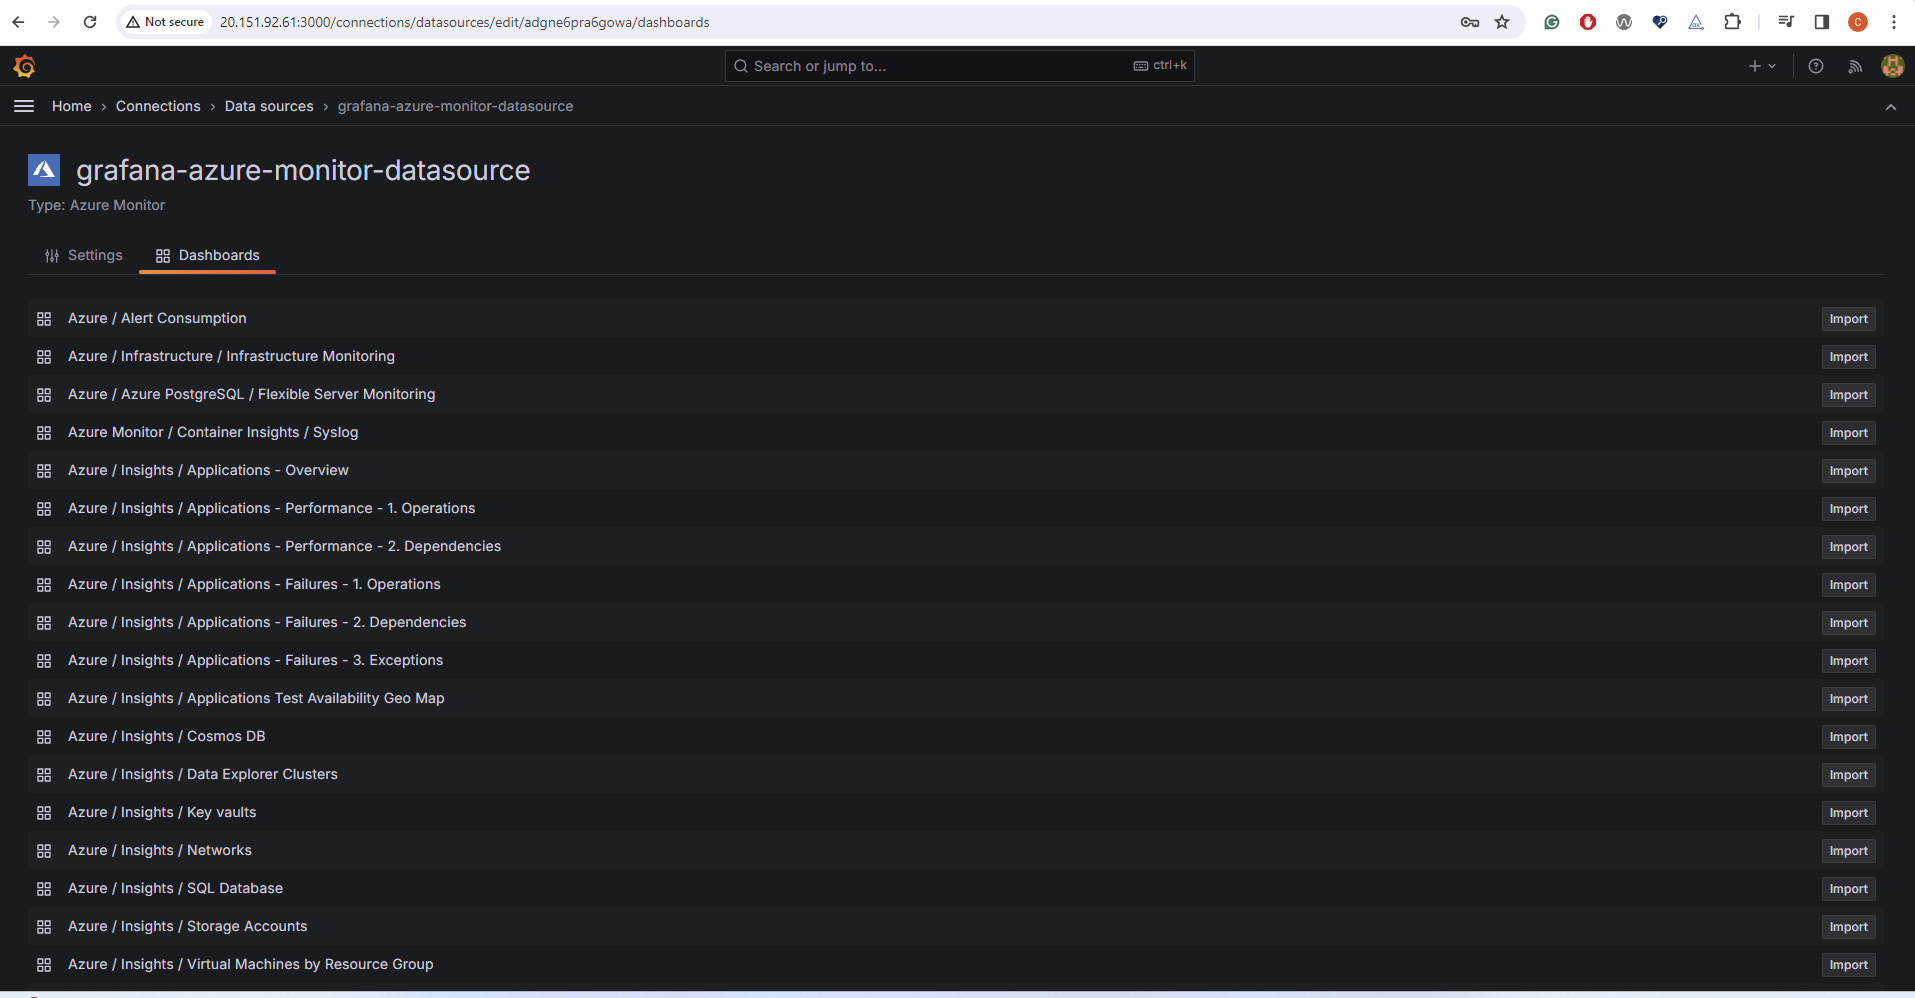 Not secure 20.151.92.61:3000/connections/datasources/edit/adgne6pra6gowa/dashboards
C
Search or jump to... ctrl+k
Home › Connections › Data sources › grafana-azure-monitor-datasource
grafana-azure-monitor-datasource
Type: Azure Monitor
Settings Dashboards
Azure / Alert Consumption Import
Azure / Infrastructure / Infrastructure Monitoring Import
Azure / Azure PostgreSQL / Flexible Server Monitoring Import
Azure Monitor / Container Insights / Syslog Import
Azure / Insights / Applications - Overview Import
Azure / Insights / Applications - Performance - 1. Operations Import
Azure / Insights / Applications - Performance - 2. Dependencies Import
Azure / Insights / Applications - Failures - 1. Operations Import
Azure / Insights / Applications - Failures - 2. Dependencies Import
Azure / Insights / Applications - Failures - 3. Exceptions Import
Azure / Insights / Applications Test Availability Geo Map Import
Azure / Insights / Cosmos DB Import
Azure / Insights / Data Explorer Clusters Import
Azure / Insights / Key vaults Import
Azure / Insights / Networks Import
Azure / Insights / SQL Database Import
Azure / Insights / Storage Accounts Import
Azure / Insights / Virtual Machines by Resource Group Import